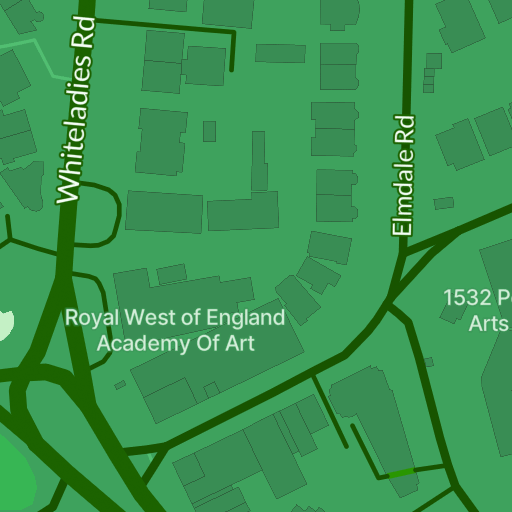 Whiteladies Rd
Elmdale Rd
Royal West of England
Academy Of Art
1532 P
Arts